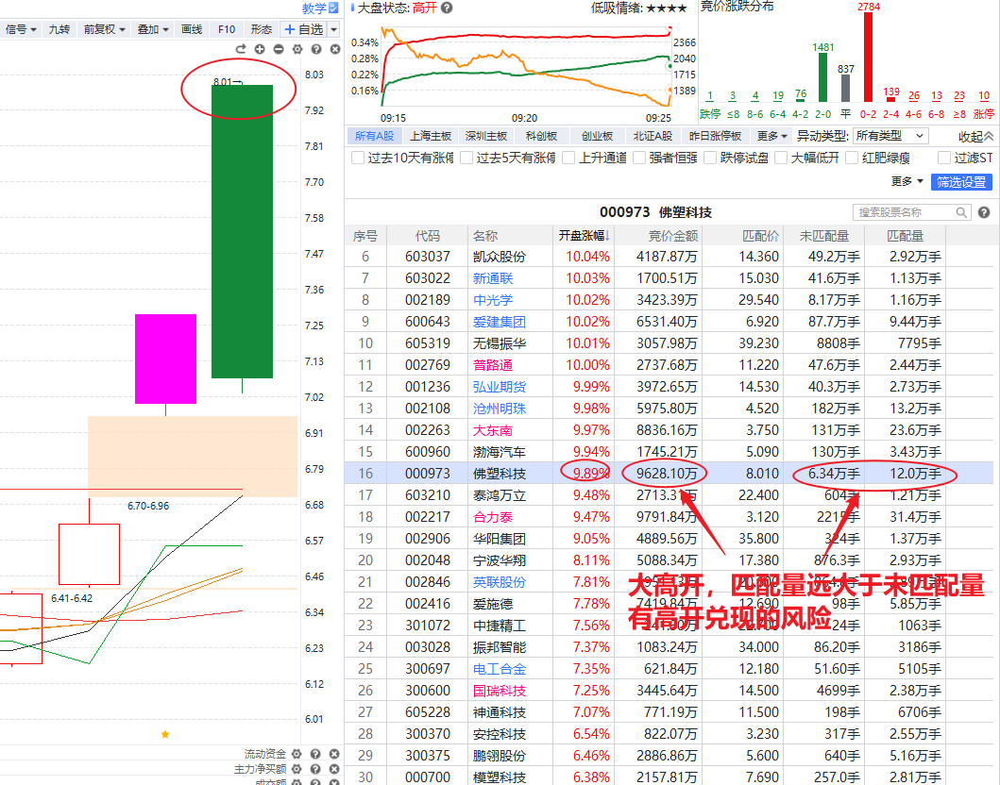 教学
信号 九转 前复权 叠加 画线 F10 形态 + 自选
8.01→
8.03
7.92
7.81
7.70
7.58
7.47
7.36
7.25
7.13
7.02
6.91
6.79
6.68
6.57
6.46
6.34
6.23
6.12
6.01
6.70-6.96
6.41-6.42
流动资金
主力净买额
成交额
大盘状态: 高开 低吸情绪: ★★★★
0.34% 2366
0.28% 2040
0.22% 1715
0.16% 1389
09:15 09:20 09:25
竞价涨跌分布
1 3 4 19 76 1481 837 2784 139 26 13 23 10
跌停 ≤8 8-6 6-4 4-2 2-0 平 0-2 2-4 4-6 6-8 ≥8 涨停
所有A股 上海主板 深圳主板 科创板 创业板 北证A股 昨日涨停板 更多 异动类型: 所有类型 收起
过去10天有涨停 过去5天有涨停 上升通道 强者恒强 跌停试盘 大幅低开 红肥绿瘦 过滤ST
更多 筛选设置
000973 佛塑科技 搜索股票名称
序号 代码 名称 开盘涨幅↓ 竞价金额 匹配价 未匹配量 匹配量
6 603037 凯众股份 10.04% 4187.87万 14.360 49.2万手 2.92万手
7 603022 新通联 10.03% 1700.51万 15.030 41.6万手 1.13万手
8 002189 中光学 10.02% 3423.39万 29.540 8.17万手 1.16万手
9 600643 爱建集团 10.02% 6531.40万 6.920 87.7万手 9.44万手
10 605319 无锡振华 10.01% 3057.98万 39.230 8808手 7795手
11 002769 普路通 10.00% 2737.68万 11.220 47.6万手 2.44万手
12 001236 弘业期货 9.99% 3972.65万 14.530 40.3万手 2.73万手
13 002108 沧州明珠 9.98% 5975.80万 4.520 182万手 13.2万手
14 002263 大东南 9.97% 8836.16万 3.750 131万手 23.6万手
15 600960 渤海汽车 9.94% 1745.21万 5.090 130万手 3.43万手
16 000973 佛塑科技 9.89% 9628.10万 8.010 6.34万手 12.0万手
17 603210 泰鸿万立 9.48% 2713.31万 22.400 604手 1.21万手
18 002217 合力泰 9.47% 9791.84万 3.120 2215手 31.4万手
19 002906 华阳集团 9.05% 4889.56万 35.800 324手 1.37万手
20 002048 宁波华翔 8.11% 5088.34万 17.380 876.3手 2.93万手
21 002846 英联股份 7.81%
大高开，匹配量远大于未匹配量
22 002416 爱施德 7.78% 7419.84万 12.690 98手 5.85万手
有高开兑现的风险
23 301072 中捷精工 7.56% 1063手
24 003028 振邦智能 7.37% 1083.24万 34.000 86.20手 3186手
25 300697 电工合金 7.35% 621.84万 12.180 51.60手 5105手
26 300600 国瑞科技 7.25% 3445.64万 14.500 4699手 2.38万手
27 605228 神通科技 7.07% 771.19万 11.500 198手 6706手
28 300370 安控科技 6.54% 822.07万 3.230 317手 2.55万手
29 300375 鹏翎股份 6.46% 2886.86万 5.600 640手 5.16万手
30 000700 模塑科技 6.38% 2157.81万 7.690 257.0手 2.81万手